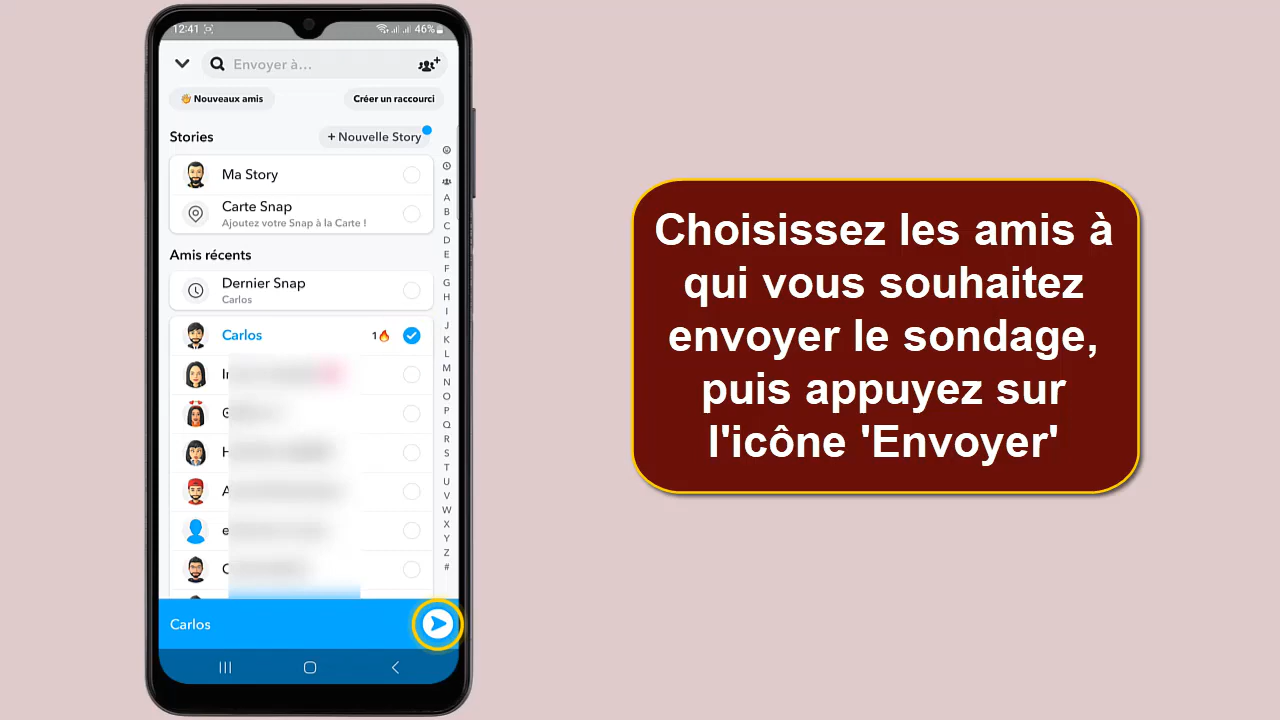 12:41
46%
Envoyer à...
👋 Nouveaux amis
Créer un raccourci
Stories
+ Nouvelle Story
Ma Story
Carte Snap
Ajoutez votre Snap à la Carte !
Amis récents
Dernier Snap
Carlos
Carlos
1🔥
A
B
C
D
E
F
G
H
I
J
K
L
M
N
O
P
Q
R
S
T
U
V
W
X
Y
Z
#
Carlos
Choisissez les amis à
qui vous souhaitez
envoyer le sondage,
puis appuyez sur
l'icône 'Envoyer'